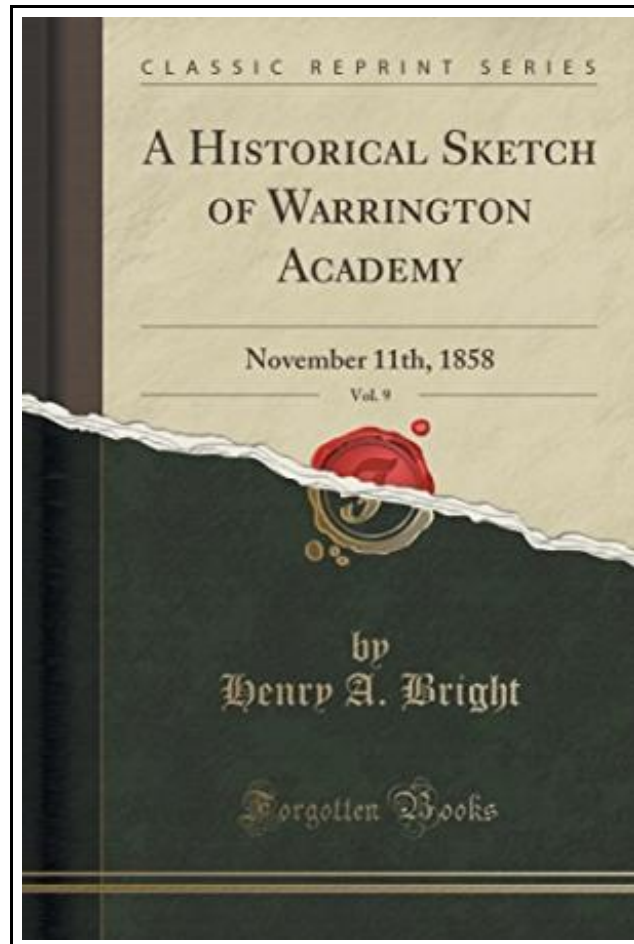 CLASSIC REPRINT SERIES
A HISTORICAL SKETCH
OF WARRINGTON
ACADEMY
November 11th, 1858
Vol. 9
by
Henry A. Bright
Forgotten Books